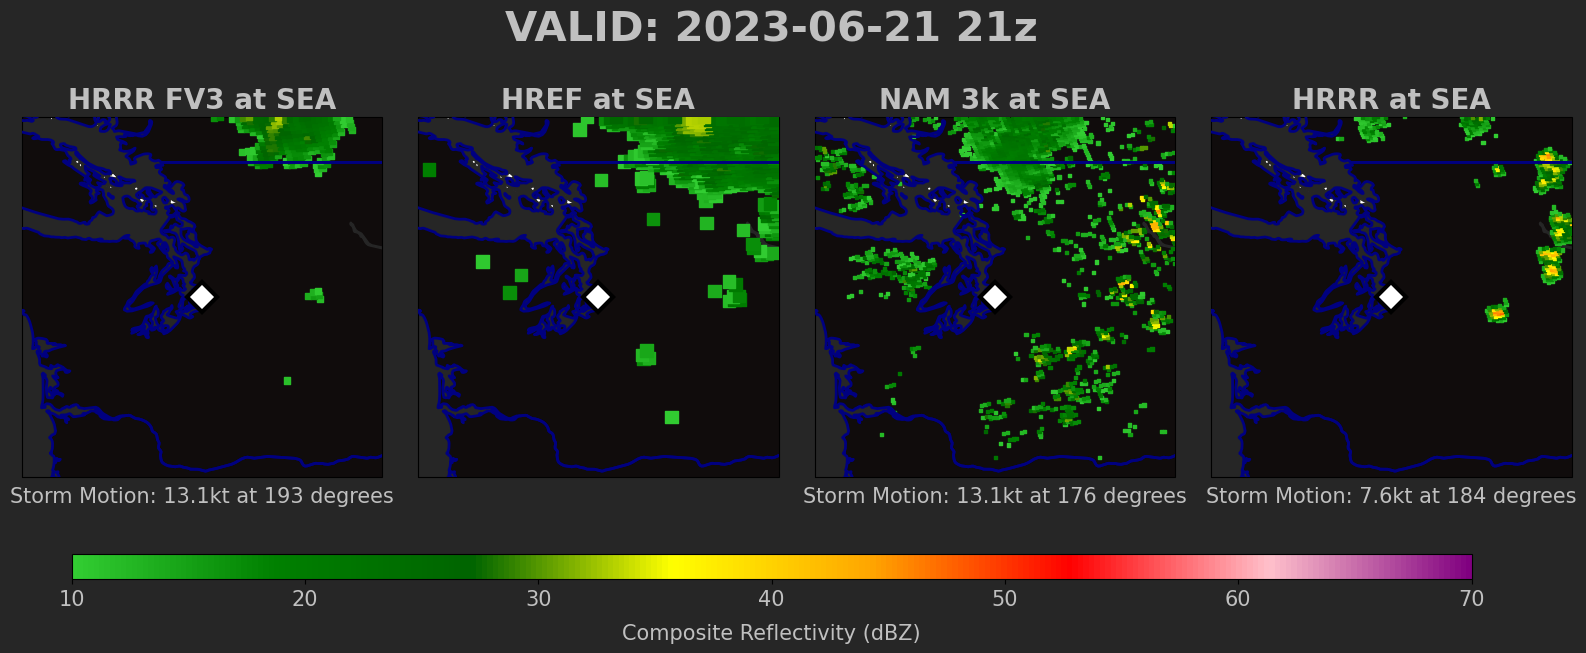 VALID: 2023-06-21 21z
HRRR FV3 at SEA
HREF at SEA
NAM 3k at SEA
HRRR at SEA
Storm Motion: 13.1kt at 193 degrees
Storm Motion: 13.1kt at 176 degrees
Storm Motion: 7.6kt at 184 degrees
10 20 30 40 50 60 70
Composite Reflectivity (dBZ)